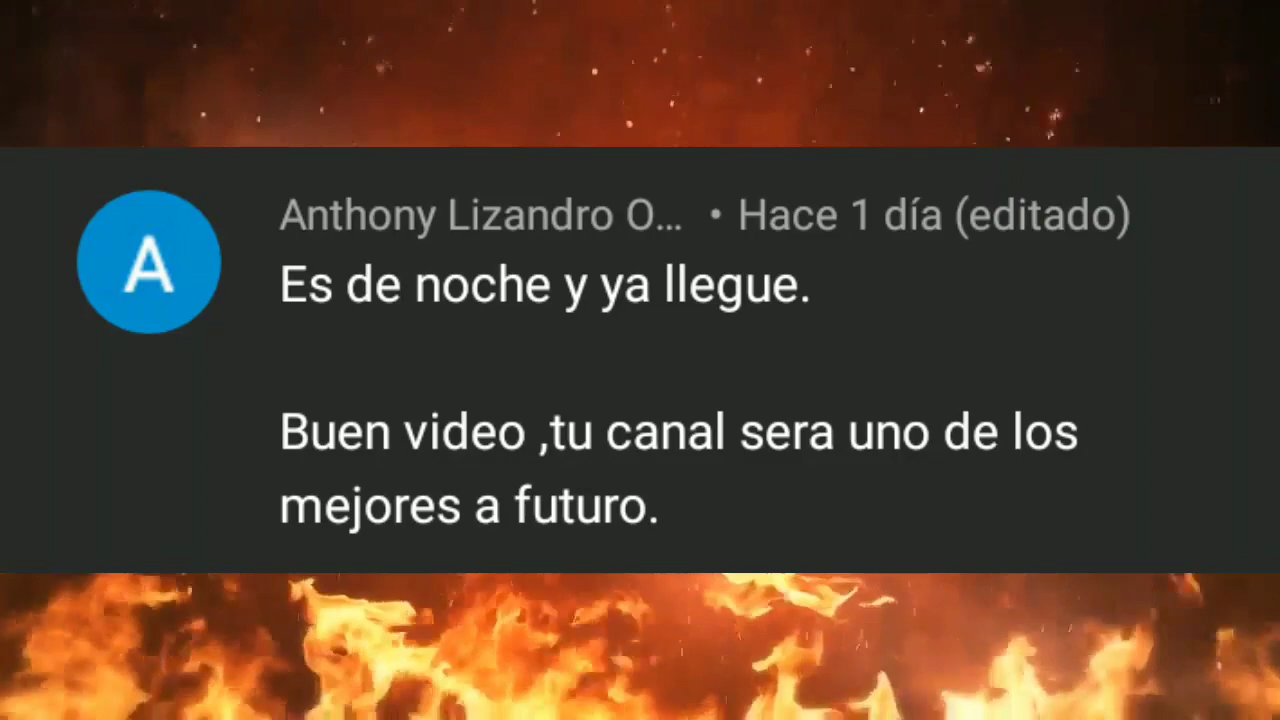 A
Anthony Lizandro O... • Hace 1 día (editado)
Es de noche y ya llegue.
Buen video ,tu canal sera uno de los
mejores a futuro.